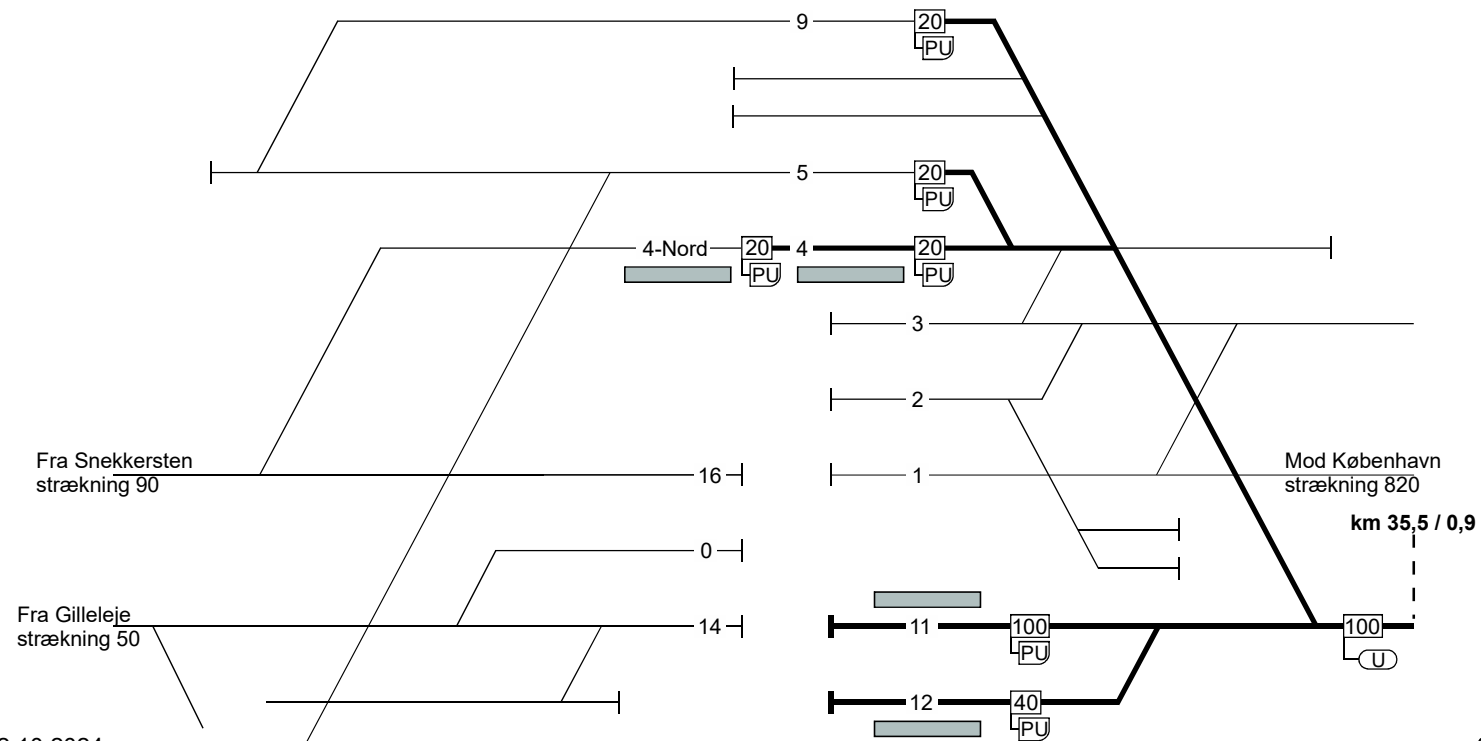 9
20
PU
5
20
PU
4-Nord
20
4
20
PU
PU
3
2
Fra Snekkersten
strækning 90
16
1
Mod København
strækning 820
km 35,5 / 0,9
0
Fra Gilleleje
strækning 50
14
11
100
100
PU
U
12
40
PU